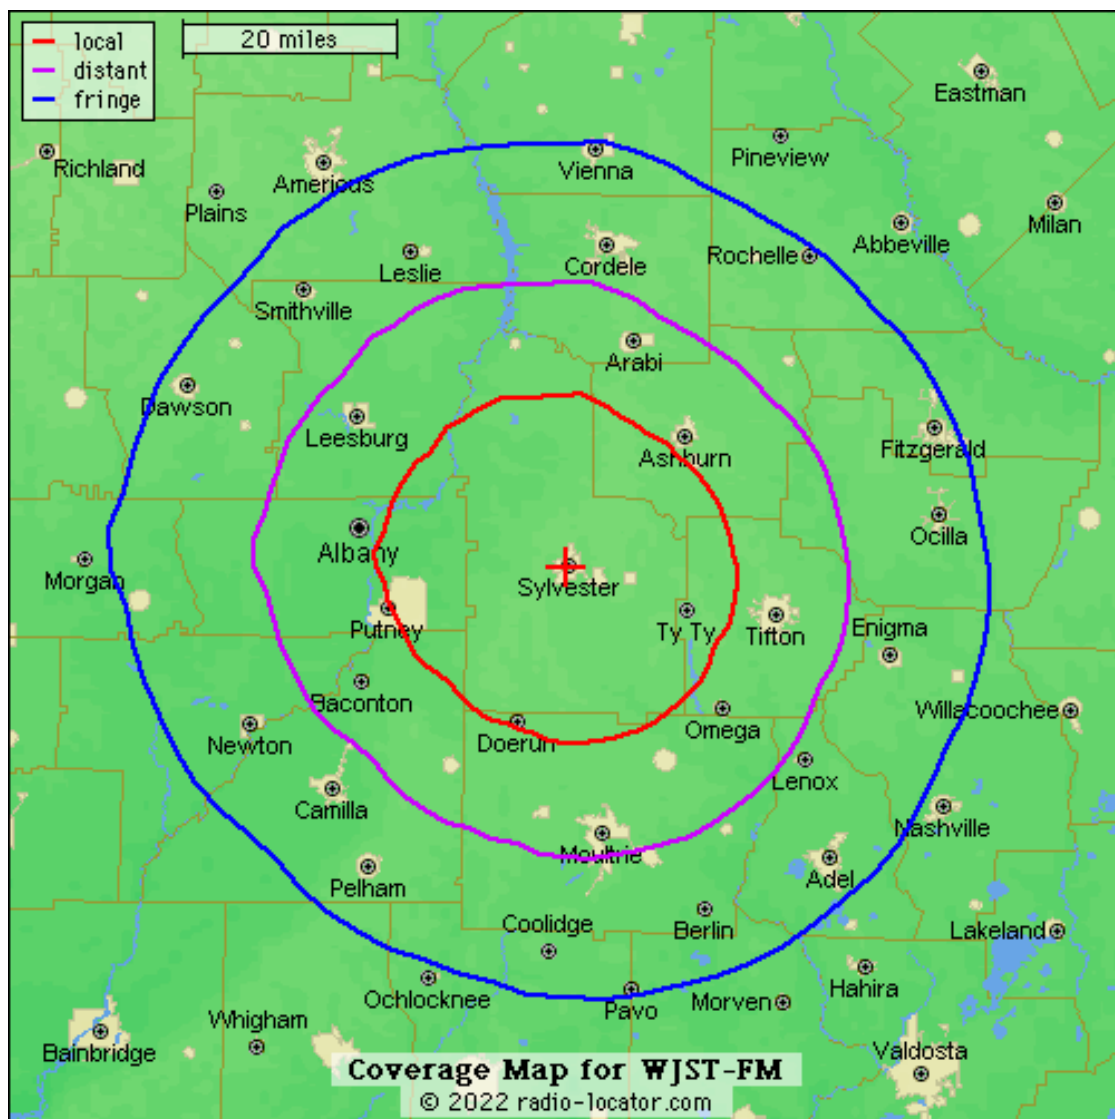 local
distant
fringe
20 miles
Eastman
Richland
Americus
Vienna
Pineview
Plains
Milan
Abbeville
Leslie
Cordele
Rochelle
Smithville
Arabi
Dawson
Leesburg
Ashburn
Fitzgerald
Albany
Ocilla
Morgan
Sylvester
Putney
Ty Ty
Tifton
Enigma
Baconton
Willacoochee
Newton
Doerun
Omega
Lenox
Camilla
Nashville
Moultrie
Pelham
Adel
Coolidge
Berlin
Lakeland
Ochlocknee
Pavo
Morven
Hahira
Whigham
Bainbridge
Valdosta
Coverage Map for WJST-FM
© 2022 radio-locator.com